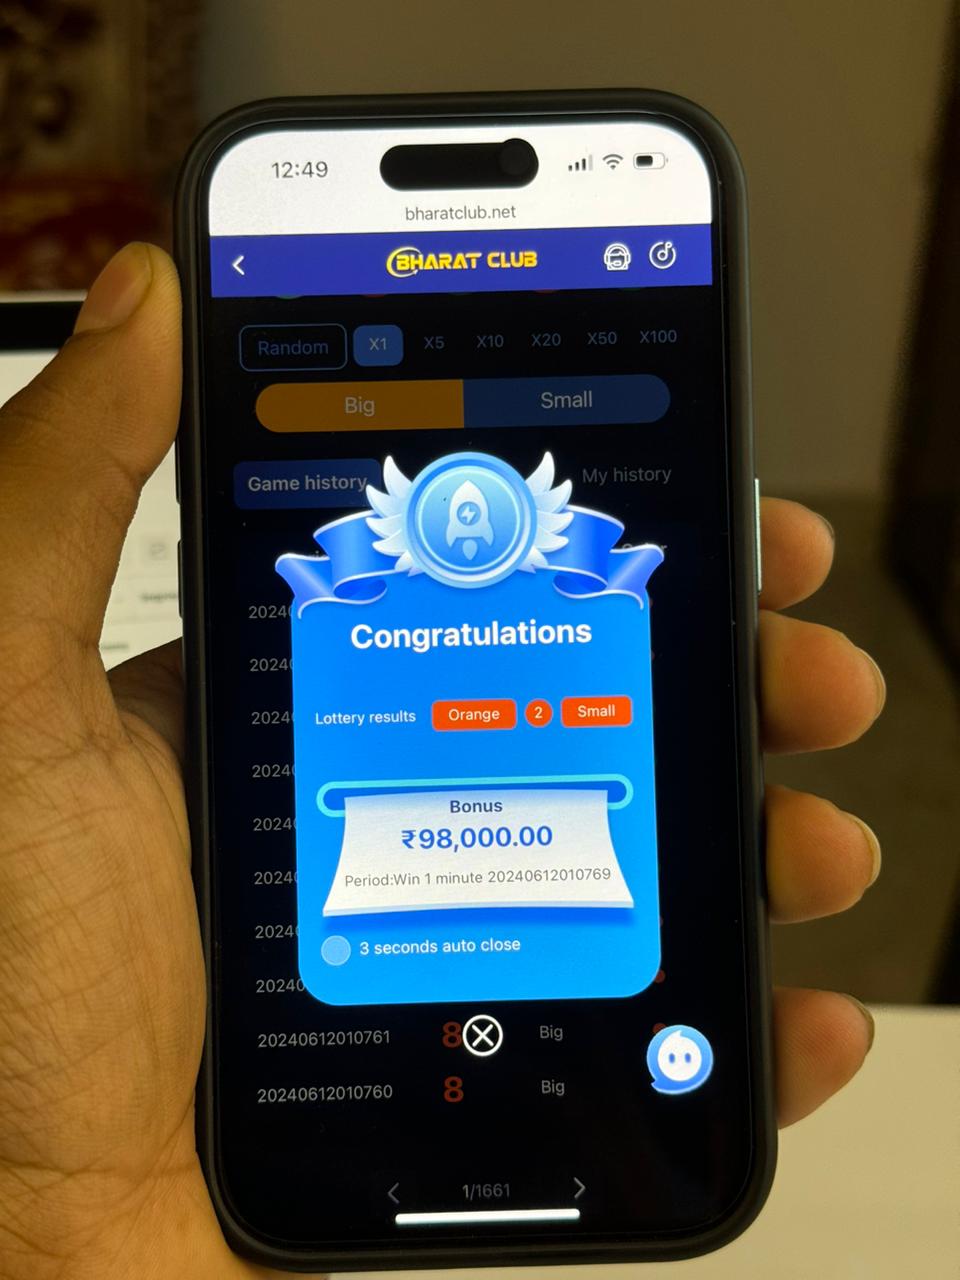 12:49
bharatclub.net
BHARAT CLUB
Random X1 X5 X10 X20 X50 X100
Big Small
Game history My history
Congratulations
Lottery results Orange 2 Small
Bonus
₹98,000.00
Period:Win 1 minute 20240612010769
3 seconds auto close
20240612010761 8 Big
20240612010760 8 Big
1/1661